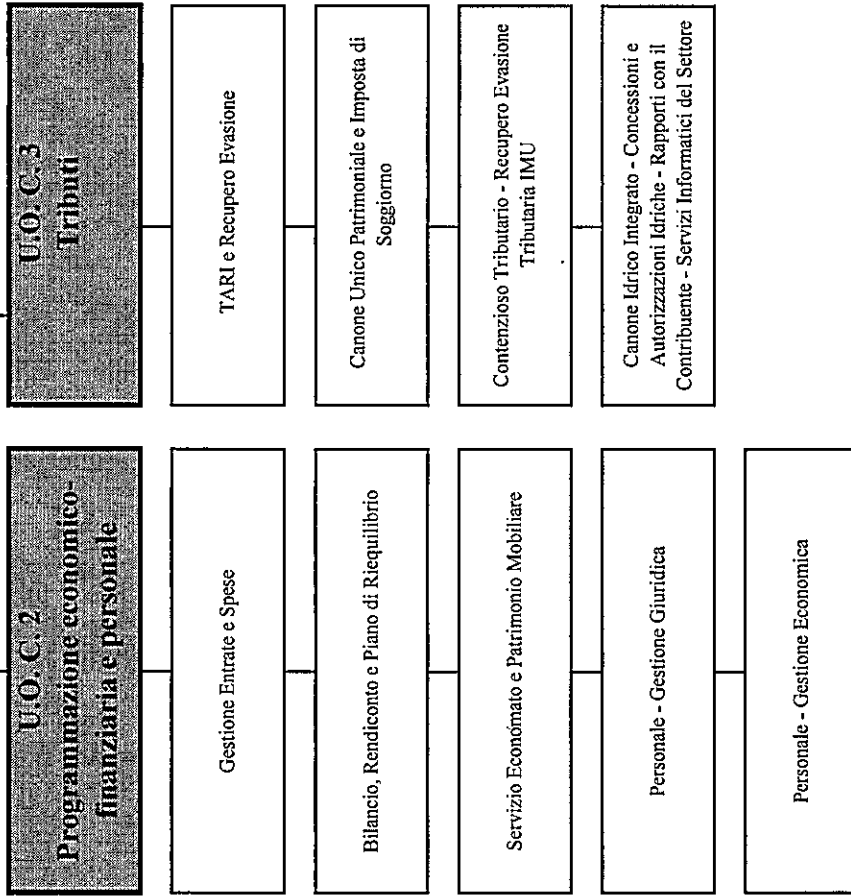 U.O. C. 2
Programmazione economico-
finanziaria e personale
Gestione Entrate e Spese
Bilancio, Rendiconto e Piano di Riequilibrio
Servizio Económato e Patrimonio Mobiliare
Personale - Gestione Giuridica
Personale - Gestione Economica
U.O. C. 3
Tributi
TARI e Recupero Evasione
Canone Unico Patrimoniale e Imposta di
Soggiorno
Contenzioso Tributario - Recupero Evasione
Tributaria IMU
Canone Idrico Integrato - Concessioni e
Autorizzazioni Idriche - Rapporti con il
Contribuente - Servizi Informatici del Settore